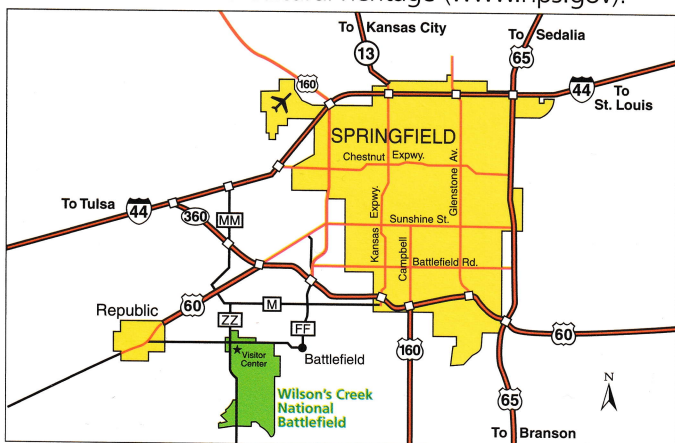 To Kansas City
To Sedalia
13
65
160
44
To
St. Louis
SPRINGFIELD
Chestnut Expwy.
Glenstone Av.
To Tulsa
44
360
MM
Kansas Expwy.
Sunshine St.
Campbell
Battlefield Rd.
Republic
60
M
ZZ
FF
Visitor
Center
Battlefield
160
60
Wilson's Creek
National
Battlefield
65
N
To Branson